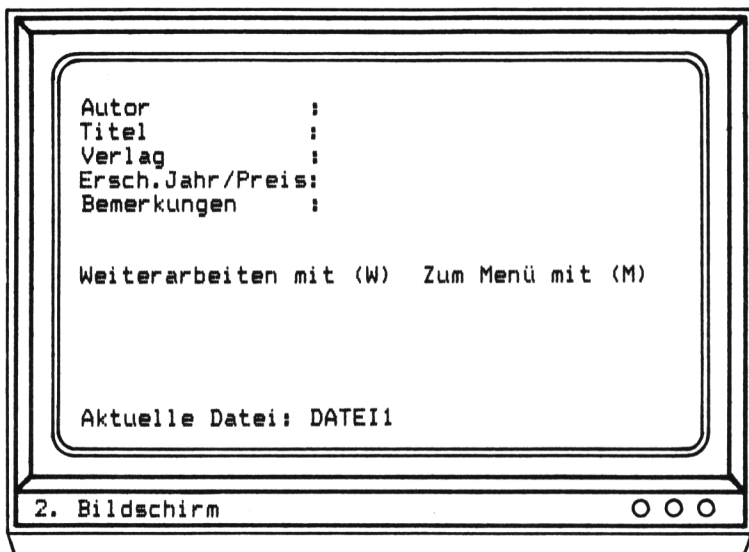 Autor           :
Titel           :
Verlag          :
Ersch.Jahr/Preis:
Bemerkungen     :
Weiterarbeiten mit (W)  Zum Menü mit (M)
Aktuelle Datei: DATEI1
2. Bildschirm